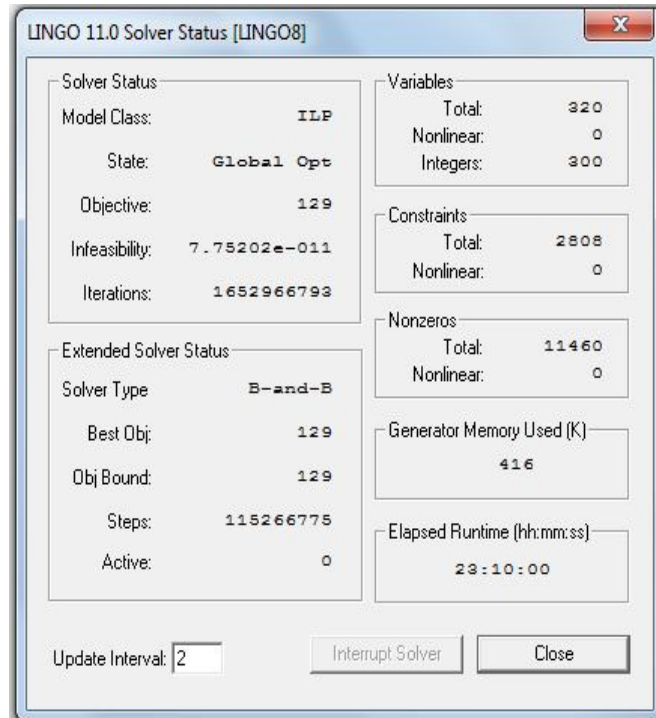 LINGO 11.0 Solver Status [LINGO8]
X
Solver Status
Model Class: ILP
State: Global Opt
Objective: 129
Infeasibility: 7.75202e-011
Iterations: 1652966793
Extended Solver Status
Solver Type B-and-B
Best Obj: 129
Obj Bound: 129
Steps: 115266775
Active: 0
Variables
Total: 320
Nonlinear: 0
Integers: 300
Constraints
Total: 2808
Nonlinear: 0
Nonzeros
Total: 11460
Nonlinear: 0
Generator Memory Used (K)
416
Elapsed Runtime (hh:mm:ss)
23:10:00
Update Interval: 2
Interrupt Solver
Close